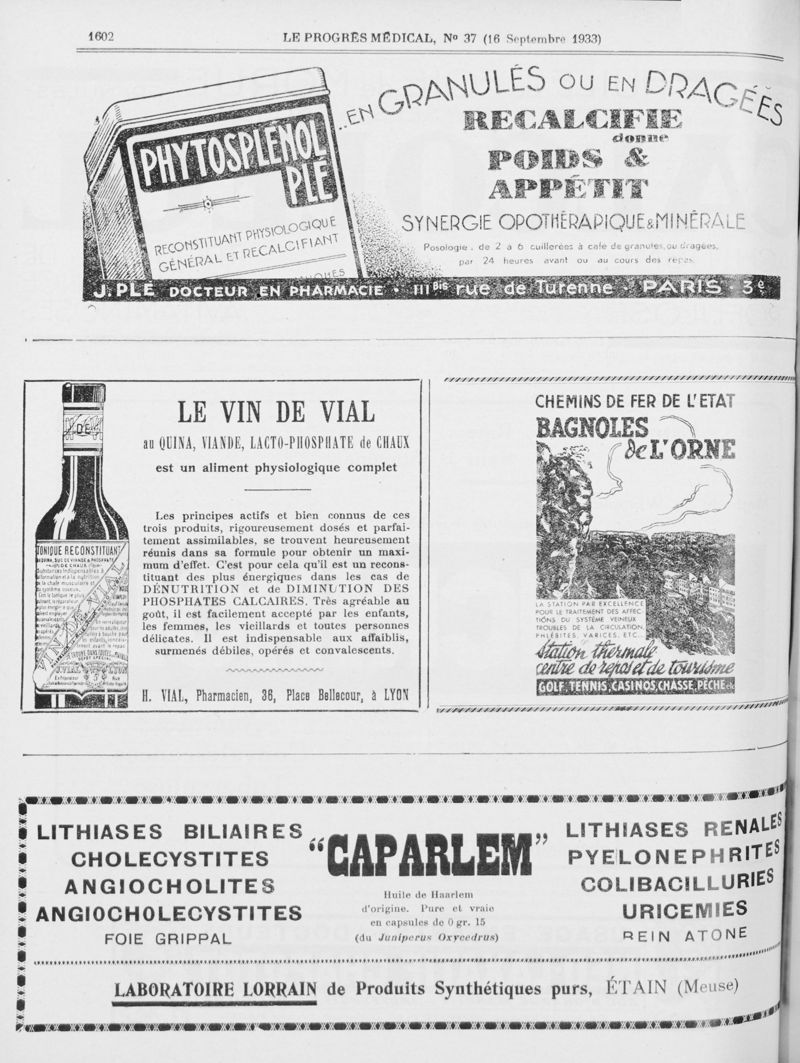 1602
LE PROGRÈS MÉDICAL, No 37 (16 Septembre 1933)
PHYTOSPLÉNOL
PLÉ
RECONSTITUANT PHYSIOLOGIQUE
GÉNÉRAL ET RECALCIFIANT
..EN GRANULÉS OU EN DRAGÉES
RECALCIFIE
donne
POIDS &
APPÉTIT
SYNERGIE OPOTHÉRAPIQUE & MINÉRALE
Posologie : de 2 à 6 cuillerées à café de granulés, ou dragées,
par 24 heures avant ou au cours des repas.
J. PLÉ DOCTEUR EN PHARMACIE · 111 Bis rue de Turenne · PARIS · 3e
DE
TONIQUE RECONSTITUANT
VIN DE VIAL
LE VIN DE VIAL
au QUINA, VIANDE, LACTO-PHOSPHATE de CHAUX
est un aliment physiologique complet
Les principes actifs et bien connus de ces
trois produits, rigoureusement dosés et parfai-
tement assimilables, se trouvent heureusement
réunis dans sa formule pour obtenir un maxi-
mum d'effet. C'est pour cela qu'il est un recons-
tituant des plus énergiques dans les cas de
DÉNUTRITION et de DIMINUTION DES
PHOSPHATES CALCAIRES. Très agréable au
goût, il est facilement accepté par les enfants,
les femmes, les vieillards et toutes personnes
délicates. Il est indispensable aux affaiblis,
surmenés débiles, opérés et convalescents.
H. VIAL, Pharmacien, 36, Place Bellecour, à LYON
CHEMINS DE FER DE L'ETAT
BAGNOLES
de L'ORNE
LA STATION PAR EXCELLENCE
POUR LE TRAITEMENT DES AFFEC-
TIONS DU SYSTÈME VEINEUX
TROUBLES DE LA CIRCULATION
PHLÉBITES, VARICES, ETC...
Station thermale
centre de repos et de tourisme
GOLF, TENNIS, CASINOS, CHASSE, PÊCHE etc
LITHIASES BILIAIRES
CHOLECYSTITES
ANGIOCHOLITES
ANGIOCHOLECYSTITES
FOIE GRIPPAL
"CAPARLEM"
Huile de Haarlem
d'origine. Pure et vraie
en capsules de 0 gr. 15
(du Juniperus Oxycedrus)
LITHIASES RENALES
PYELONEPHRITES
COLIBACILLURIES
URICEMIES
REIN ATONE
LABORATOIRE LORRAIN de Produits Synthétiques purs, ÉTAIN (Meuse)